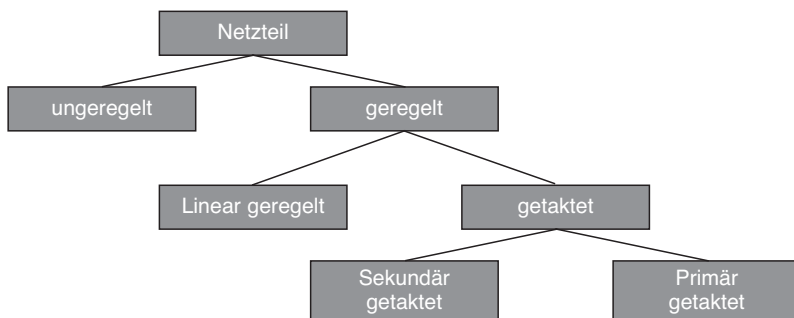 Netzteil
ungeregelt
geregelt
Linear geregelt
getaktet
Sekundär
getaktet
Primär
getaktet